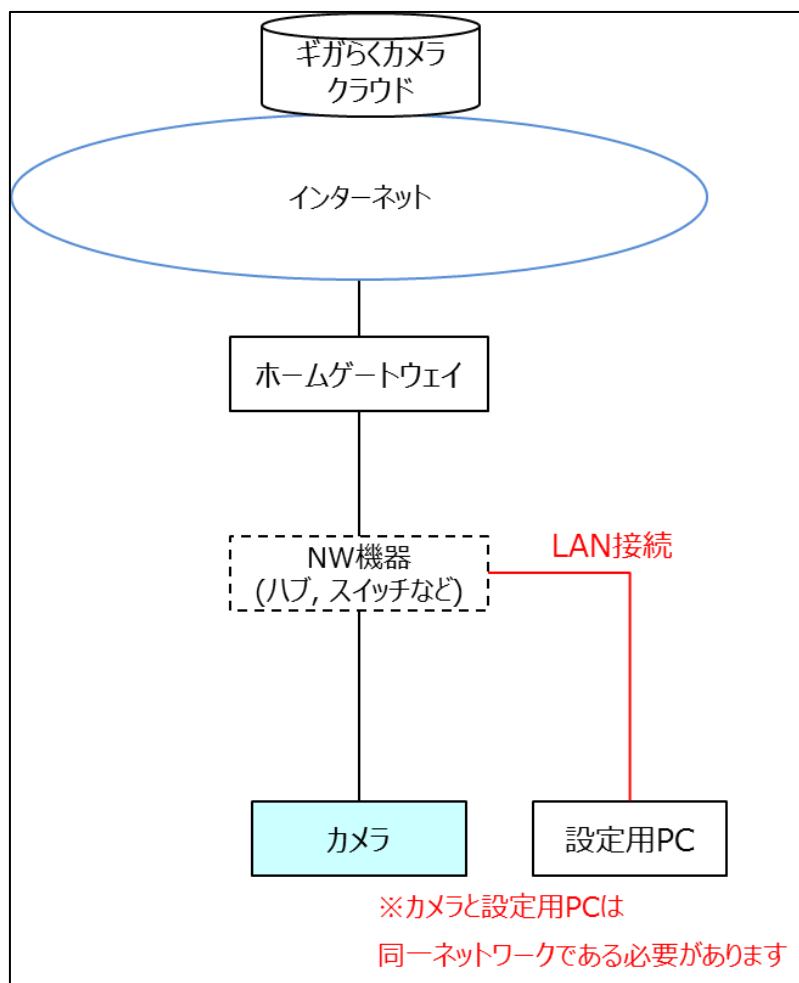 ギガらくカメラ
クラウド
インターネット
ホームゲートウェイ
NW機器
(ハブ, スイッチなど)
LAN接続
カメラ
設定用PC
※カメラと設定用PCは
同一ネットワークである必要があります